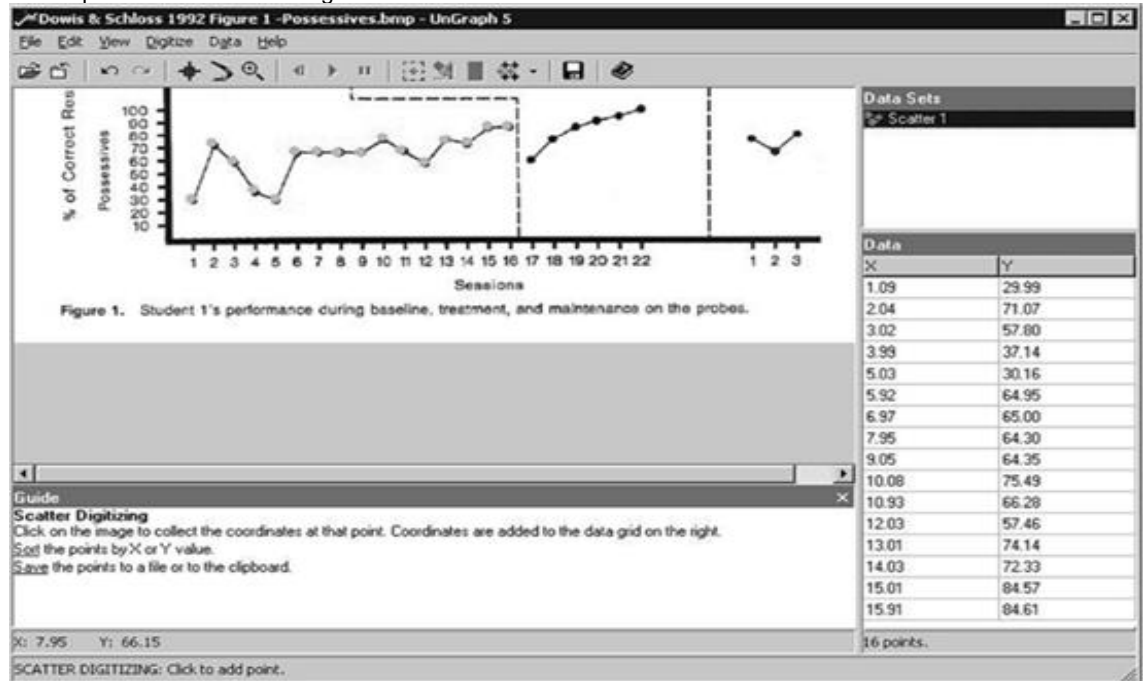 Dowis & Schloss 1992 Figure 1 -Possessives.bmp - UnGraph 5
File Edit View Digitize Data Help
% of Correct Res
Possessives
100
90
80
70
60
50
40
30
20
10
1 2 3 4 5 6 7 8 9 10 11 12 13 14 15 16 17 18 19 20 21 22 1 2 3
Sessions
Figure 1. Student 1's performance during baseline, treatment, and maintenance on the probes.
Data Sets
Scatter 1
Data
X Y
1.09 29.99
2.04 71.07
3.02 57.80
3.99 37.14
5.03 30.16
5.92 64.95
6.97 65.00
7.95 64.30
9.05 64.35
10.08 75.49
10.93 66.28
12.03 57.46
13.01 74.14
14.03 72.33
15.01 84.57
15.91 84.61
16 points.
Guide
Scatter Digitizing
Click on the image to collect the coordinates at that point. Coordinates are added to the data grid on the right.
Sort the points by X or Y value.
Save the points to a file or to the clipboard.
X: 7.95 Y: 66.15
SCATTER DIGITIZING: Click to add point.